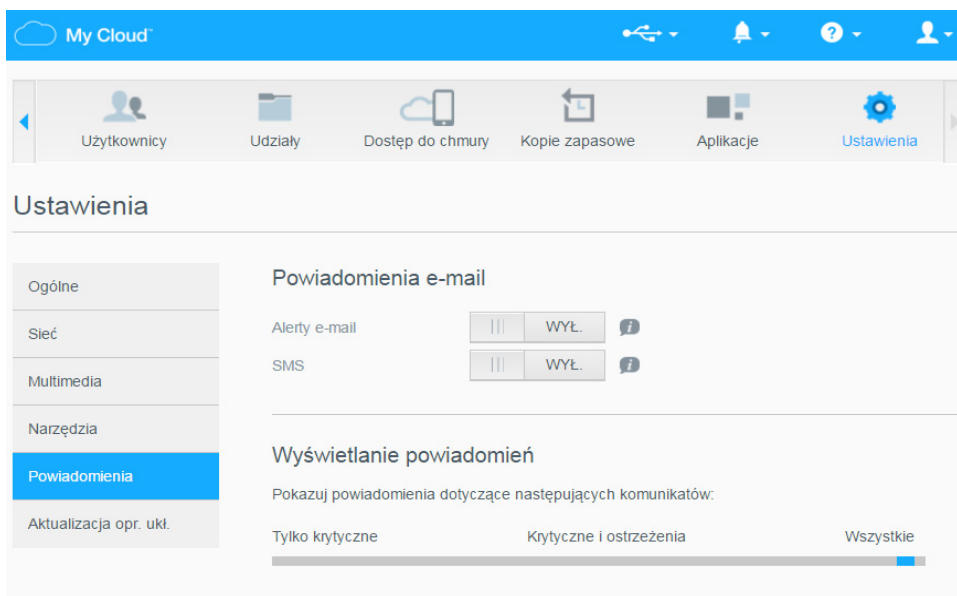 My Cloud™
Użytkownicy
Udziały
Dostęp do chmury
Kopie zapasowe
Aplikacje
Ustawienia
Ustawienia
Ogólne
Sieć
Multimedia
Narzędzia
Powiadomienia
Aktualizacja opr. ukł.
Powiadomienia e-mail
Alerty e-mail WYŁ.
SMS WYŁ.
Wyświetlanie powiadomień
Pokazuj powiadomienia dotyczące następujących komunikatów:
Tylko krytyczne Krytyczne i ostrzeżenia Wszystkie